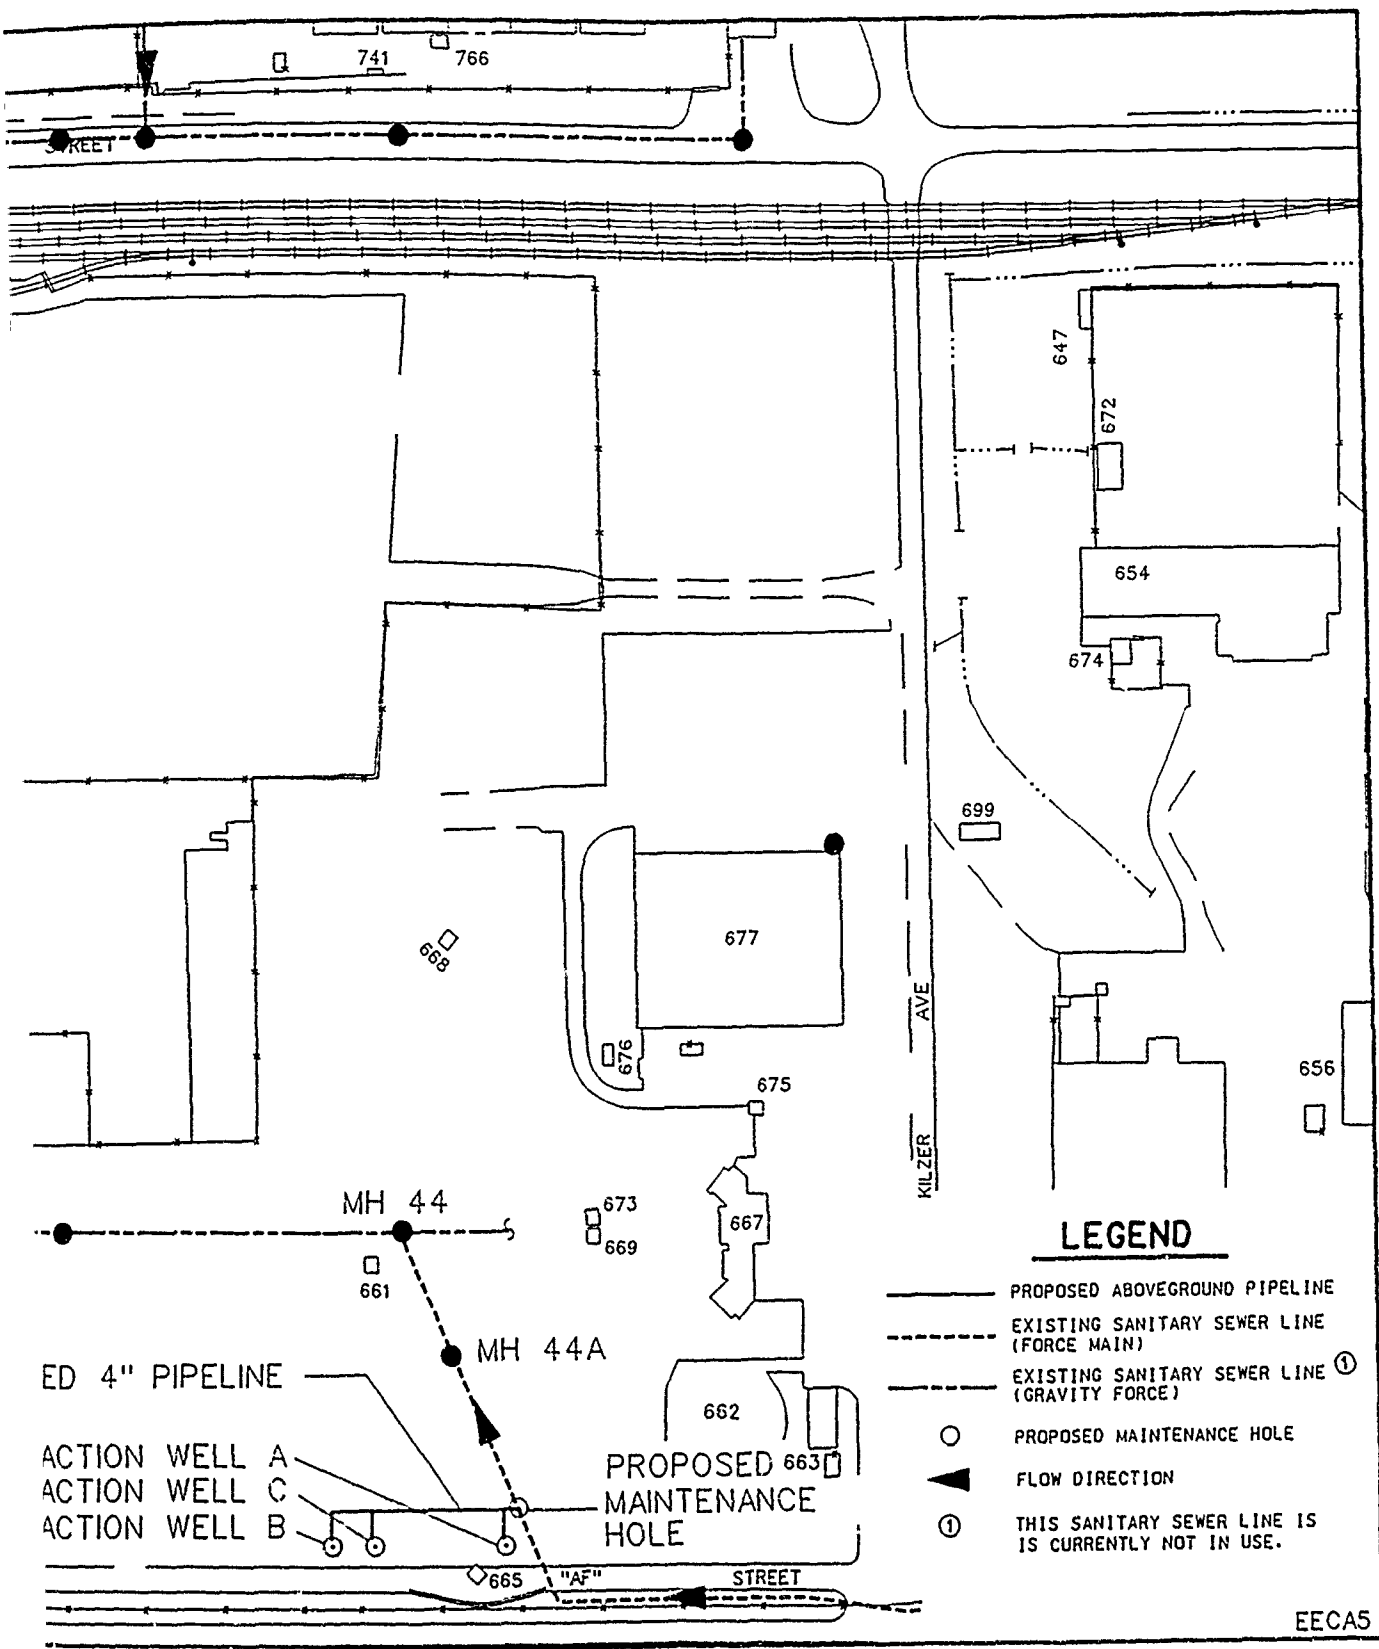 741
766
STREET
647
672
654
674
699
677
668
676
AVE
675
656
KILZER
MH 44
673
667
669
661
LEGEND
PROPOSED ABOVEGROUND PIPELINE
EXISTING SANITARY SEWER LINE
(FORCE MAIN)
EXISTING SANITARY SEWER LINE ①
(GRAVITY FORCE)
PROPOSED MAINTENANCE HOLE
FLOW DIRECTION
① THIS SANITARY SEWER LINE IS
IS CURRENTLY NOT IN USE.
MH 44A
ED 4" PIPELINE
662
663
ACTION WELL A
ACTION WELL C
ACTION WELL B
PROPOSED
MAINTENANCE
HOLE
665
"AF" STREET
EECA5